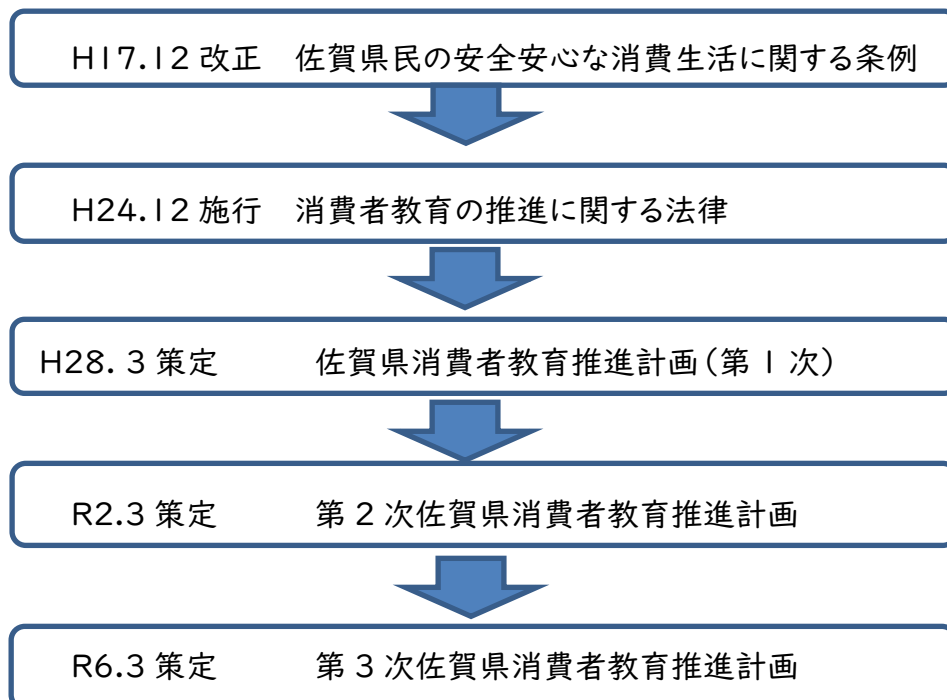 H17.12 改正　佐賀県民の安全安心な消費生活に関する条例
H24.12 施行　消費者教育の推進に関する法律
H28.3 策定　佐賀県消費者教育推進計画（第１次）
R2.3 策定　第２次佐賀県消費者教育推進計画
R6.3 策定　第３次佐賀県消費者教育推進計画